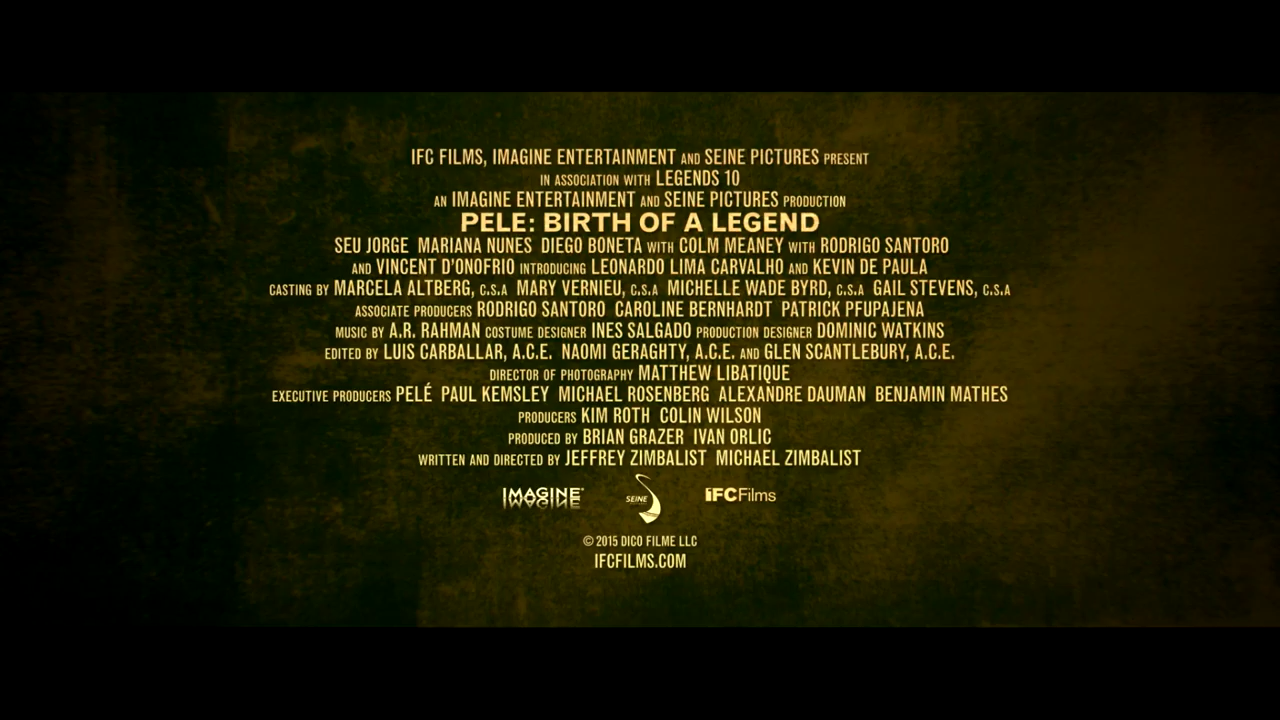 IFC FILMS, IMAGINE ENTERTAINMENT AND SEINE PICTURES PRESENT
IN ASSOCIATION WITH LEGENDS 10
AN IMAGINE ENTERTAINMENT AND SEINE PICTURES PRODUCTION
PELE: BIRTH OF A LEGEND
SEU JORGE MARIANA NUNES DIEGO BONETA WITH COLM MEANEY WITH RODRIGO SANTORO
AND VINCENT D'ONOFRIO INTRODUCING LEONARDO LIMA CARVALHO AND KEVIN DE PAULA
CASTING BY MARCELA ALTBERG, C.S.A MARY VERNIEU, C.S.A MICHELLE WADE BYRD, C.S.A GAIL STEVENS, C.S.A
ASSOCIATE PRODUCERS RODRIGO SANTORO CAROLINE BERNHARDT PATRICK PFUPAJENA
MUSIC BY A.R. RAHMAN COSTUME DESIGNER INES SALGADO PRODUCTION DESIGNER DOMINIC WATKINS
EDITED BY LUIS CARBALLAR, A.C.E. NAOMI GERAGHTY, A.C.E. AND GLEN SCANTLEBURY, A.C.E.
DIRECTOR OF PHOTOGRAPHY MATTHEW LIBATIQUE
EXECUTIVE PRODUCERS PELÉ PAUL KEMSLEY MICHAEL ROSENBERG ALEXANDRE DAUMAN BENJAMIN MATHES
PRODUCERS KIM ROTH COLIN WILSON
PRODUCED BY BRIAN GRAZER IVAN ORLIC
WRITTEN AND DIRECTED BY JEFFREY ZIMBALIST MICHAEL ZIMBALIST
IMAGINE SEINE IFC Films
© 2015 DICO FILME LLC
IFCFILMS.COM